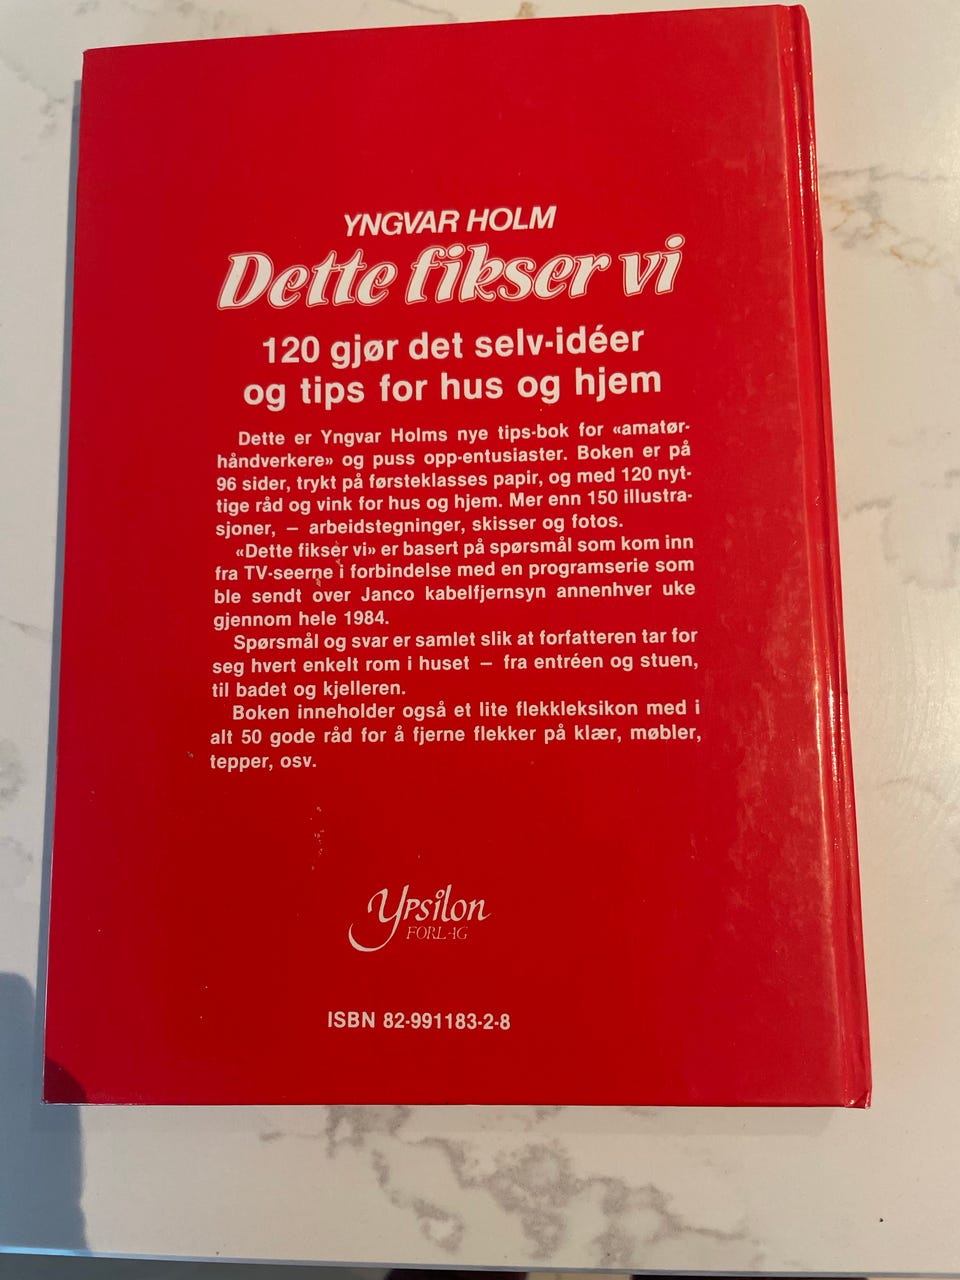 YNGVAR HOLM
Dette fikser vi
120 gjør det selv-idéer
og tips for hus og hjem
Dette er Yngvar Holms nye tips-bok for «amatør-
håndverkere» og puss opp-entusiaster. Boken er på
96 sider, trykt på førsteklasses papir, og med 120 nyt-
tige råd og vink for hus og hjem. Mer enn 150 illustra-
sjoner, — arbeidstegninger, skisser og fotos.
«Dette fikser vi» er basert på spørsmål som kom inn
fra TV-seerne i forbindelse med en programserie som
ble sendt over Janco kabelfjernsyn annenhver uke
gjennom hele 1984.
Spørsmål og svar er samlet slik at forfatteren tar for
seg hvert enkelt rom i huset — fra entréen og stuen,
til badet og kjelleren.
Boken inneholder også et lite flekkleksikon med i
alt 50 gode råd for å fjerne flekker på klær, møbler,
tepper, osv.
Ypsilon
FORLAG
ISBN 82-991183-2-8